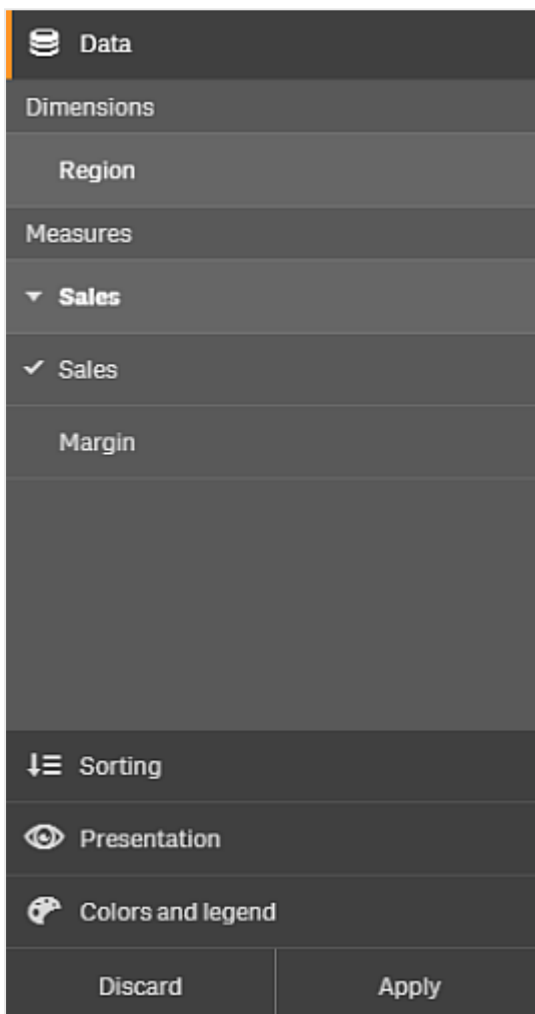 Data
Dimensions
Region
Measures
Sales
Sales
Margin
Sorting
Presentation
Colors and legend
Discard Apply